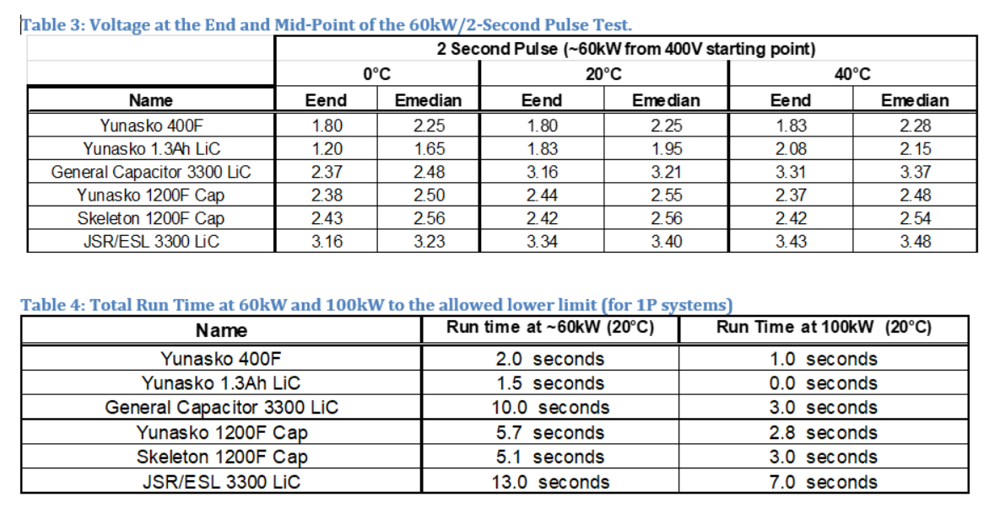 Table 3: Voltage at the End and Mid-Point of the 60kW/2-Second Pulse Test.
2 Second Pulse (~60kW from 400V starting point)
0°C 20°C 40°C
Name Eend Emedian Eend Emedian Eend Emedian
Yunasko 400F 1.80 2.25 1.80 2.25 1.83 2.28
Yunasko 1.3Ah LiC 1.20 1.65 1.83 1.95 2.08 2.15
General Capacitor 3300 LiC 2.37 2.48 3.16 3.21 3.31 3.37
Yunasko 1200F Cap 2.38 2.50 2.44 2.55 2.37 2.48
Skeleton 1200F Cap 2.43 2.56 2.42 2.56 2.42 2.54
JSR/ESL 3300 LiC 3.16 3.23 3.34 3.40 3.43 3.48
Table 4: Total Run Time at 60kW and 100kW to the allowed lower limit (for 1P systems)
Name Run time at ~60kW (20°C) Run Time at 100kW (20°C)
Yunasko 400F 2.0 seconds 1.0 seconds
Yunasko 1.3Ah LiC 1.5 seconds 0.0 seconds
General Capacitor 3300 LiC 10.0 seconds 3.0 seconds
Yunasko 1200F Cap 5.7 seconds 2.8 seconds
Skeleton 1200F Cap 5.1 seconds 3.0 seconds
JSR/ESL 3300 LiC 13.0 seconds 7.0 seconds